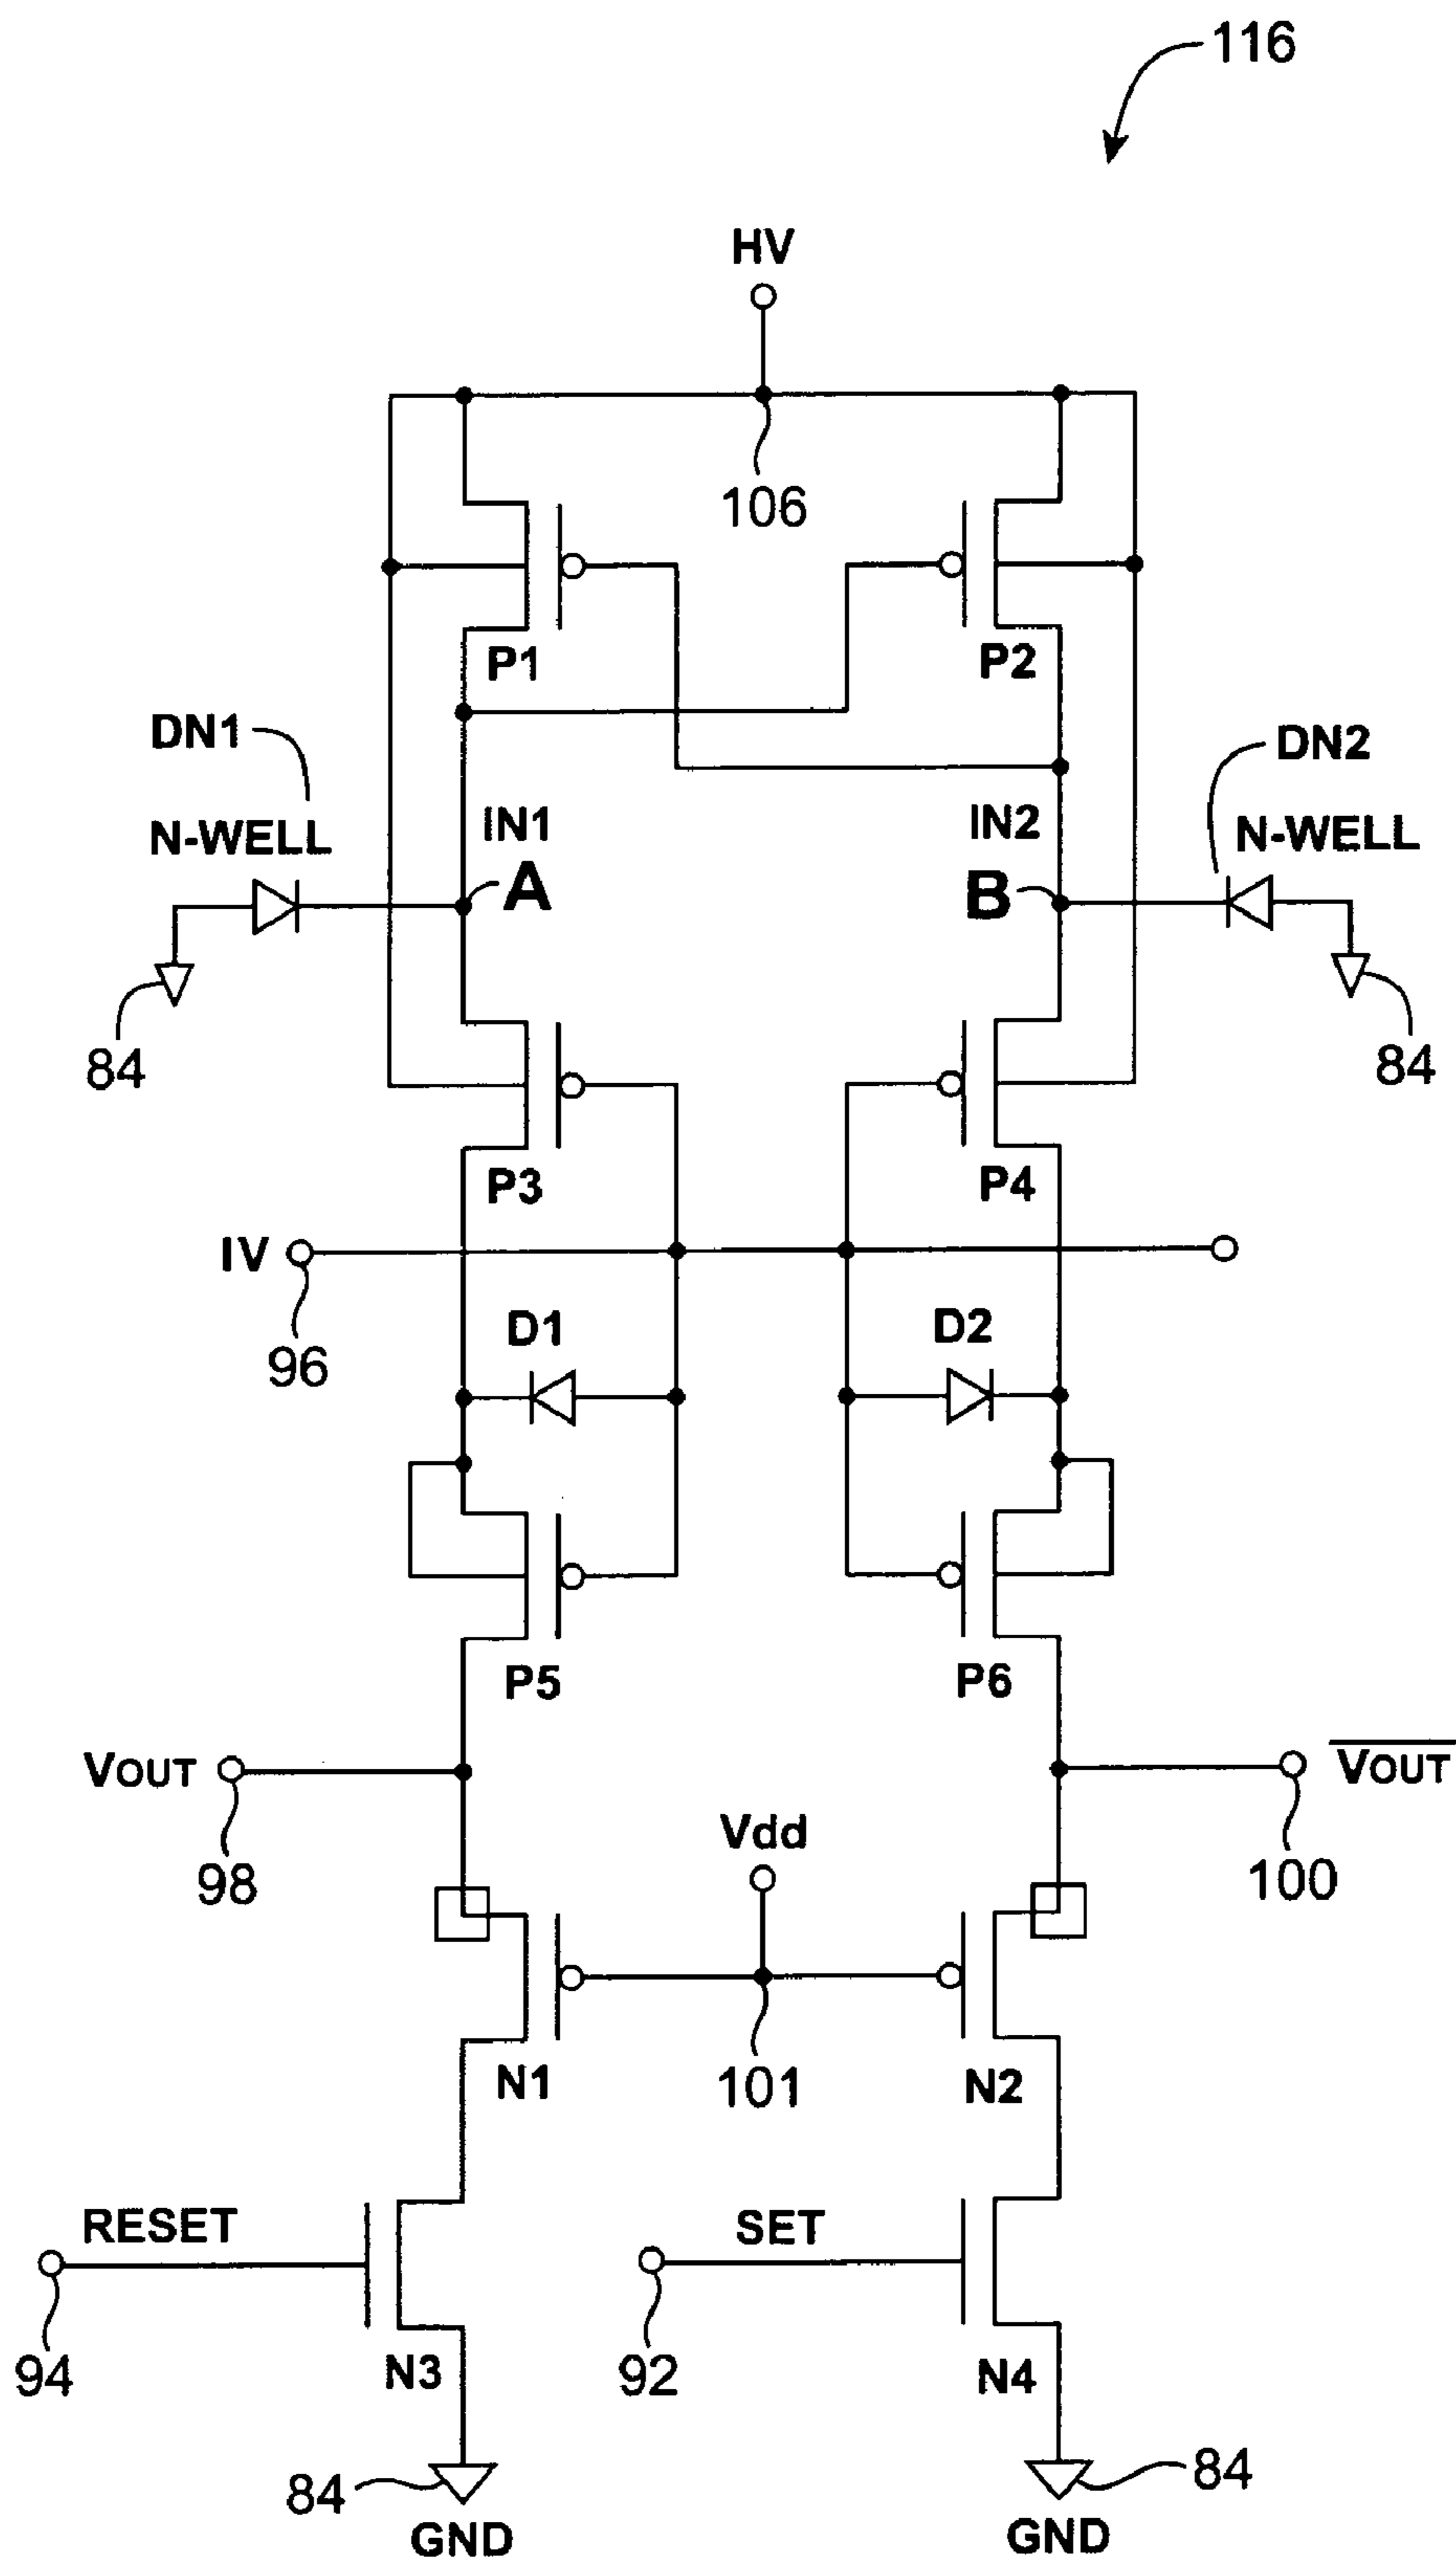 116
HV
106
P1
P2
DN1
DN2
N-WELL
IN1
IN2
N-WELL
A
B
84
84
P3
P4
IV
96
D1
D2
P5
P6
VOUT
98
Vdd
VOUT
100
N1
101
N2
RESET
SET
94
N3
92
N4
84
84
GND
GND